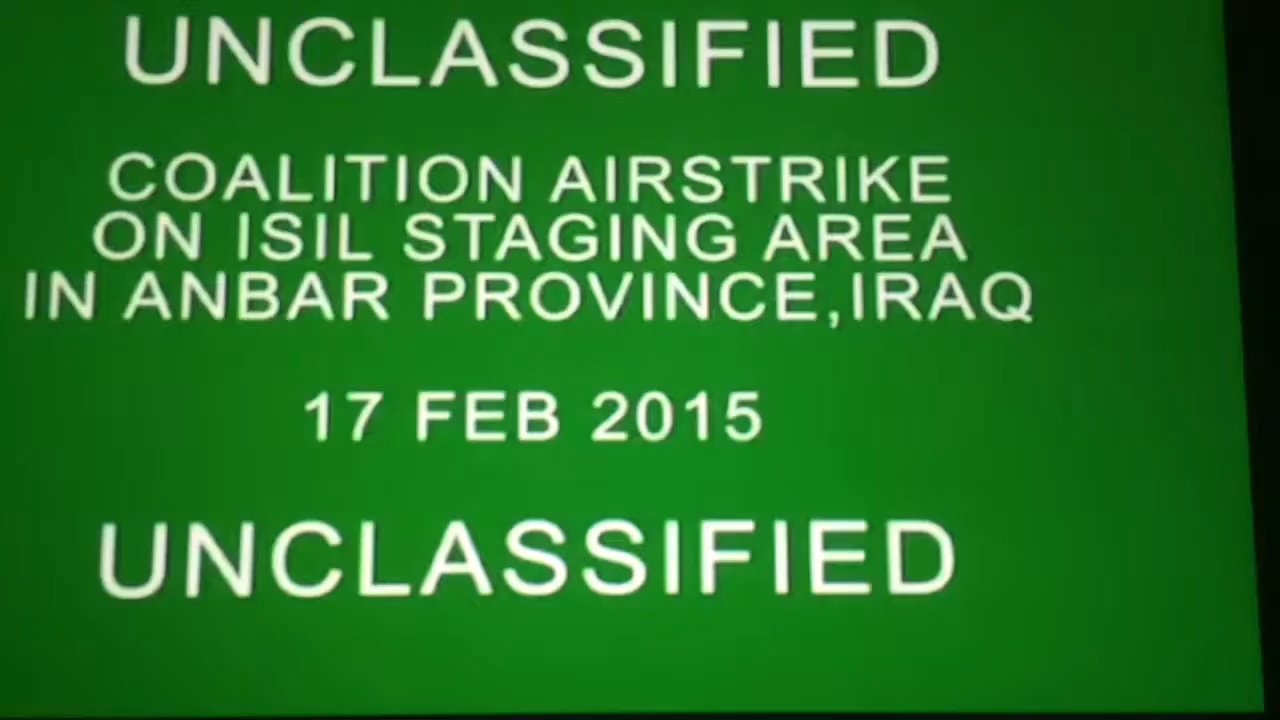 UNCLASSIFIED
COALITION AIRSTRIKE
ON ISIL STAGING AREA
IN ANBAR PROVINCE,IRAQ
17 FEB 2015
UNCLASSIFIED